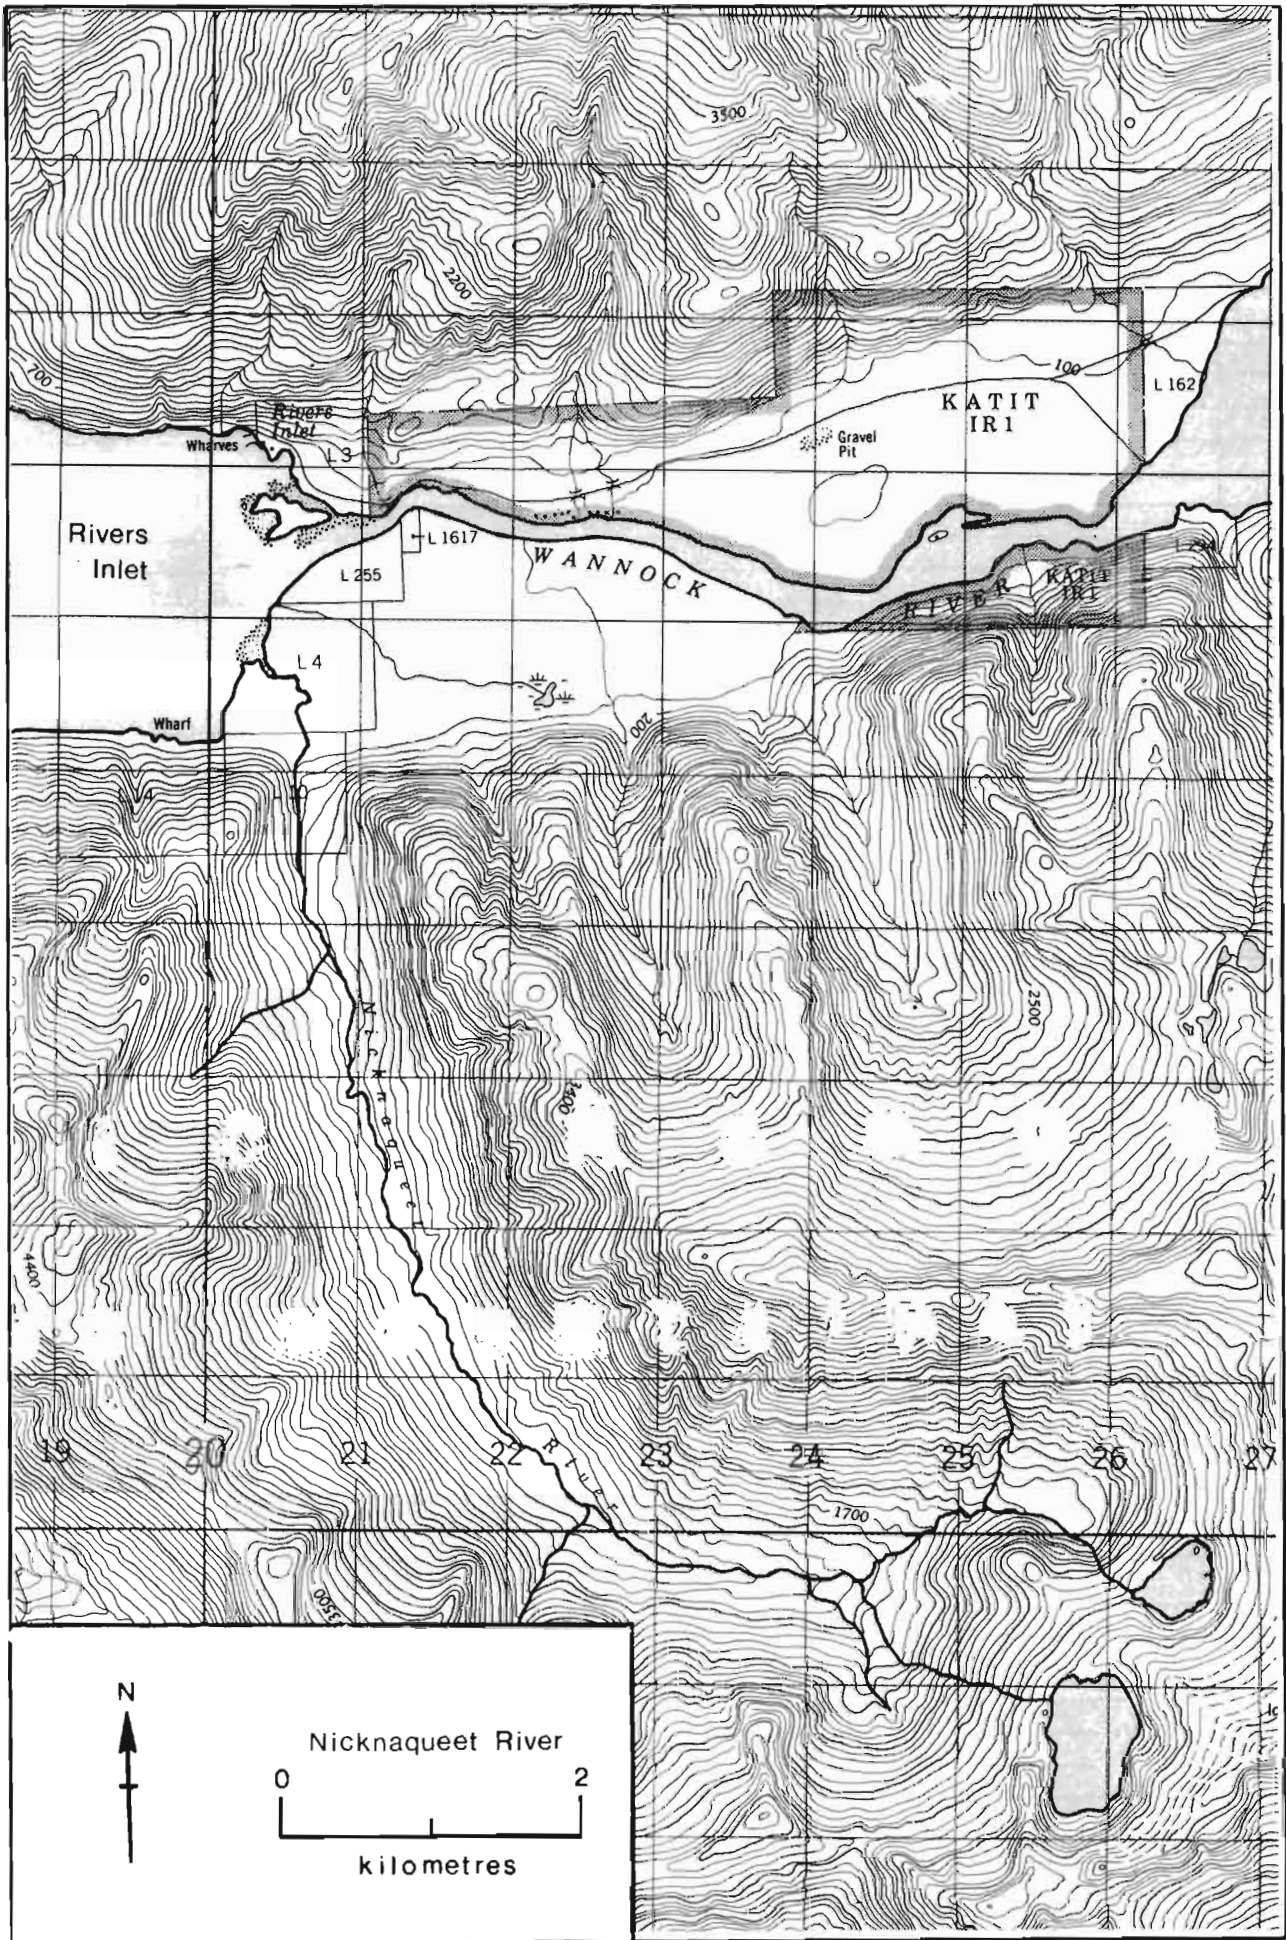 3500
2200
700
Rivers
Inlet
Wharves
L 3
100
L 162
KATIT
IR 1
Gravel
Pit
Rivers
Inlet
L 1617
WANNOCK
RIVER
KATIT
IR 1
L 255
L 4
Wharf
200
2500
Nicknaqueet
3400
4400
19 20 21 22 23 24 25 26 27
River
1700
3500
N
Nicknaqueet River
0 2
kilometres